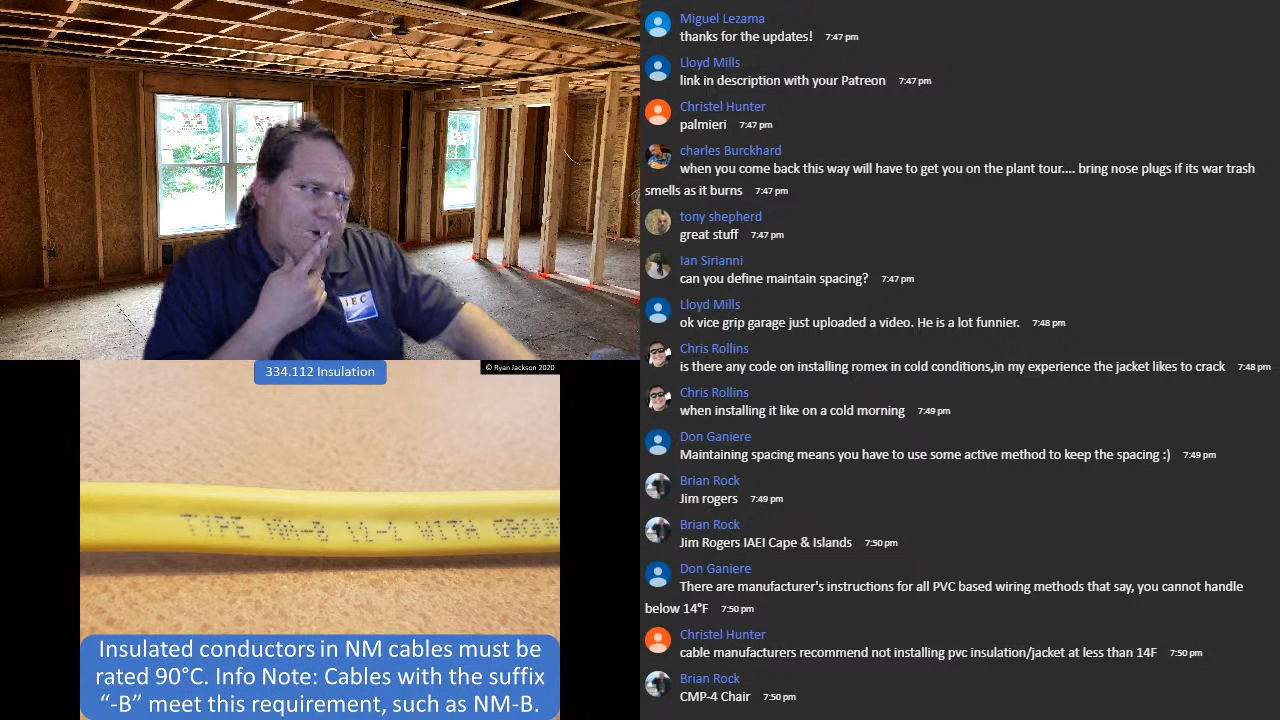 IEC
334.112 Insulation
© Ryan Jackson 2020
TYPE NM-B
WITH
Insulated conductors in NM cables must be
rated 90°C. Info Note: Cables with the suffix
“-B” meet this requirement, such as NM-B.
Miguel Lezama
thanks for the updates! 7:47 pm
Lloyd Mills
link in description with your Patreon 7:47 pm
Christel Hunter
palmieri 7:47 pm
charles Burckhard
when you come back this way will have to get you on the plant tour.... bring nose plugs if its war trash
smells as it burns 7:47 pm
tony shepherd
great stuff 7:47 pm
Ian Sirianni
can you define maintain spacing? 7:47 pm
Lloyd Mills
ok vice grip garage just uploaded a video. He is a lot funnier. 7:48 pm
Chris Rollins
is there any code on installing romex in cold conditions,in my experience the jacket likes to crack 7:48 pm
Chris Rollins
when installing it like on a cold morning 7:49 pm
Don Ganiere
Maintaining spacing means you have to use some active method to keep the spacing :) 7:49 pm
Brian Rock
Jim rogers 7:49 pm
Brian Rock
Jim Rogers IAEI Cape & Islands 7:50 pm
Don Ganiere
There are manufacturer's instructions for all PVC based wiring methods that say, you cannot handle
below 14°F 7:50 pm
Christel Hunter
cable manufacturers recommend not installing pvc insulation/jacket at less than 14F 7:50 pm
Brian Rock
CMP-4 Chair 7:50 pm